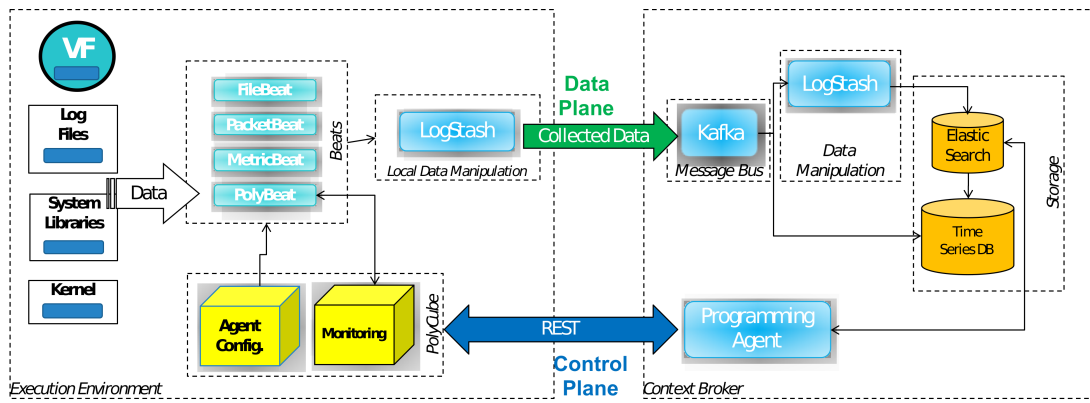 VF
Log
Files
System
Libraries
Kernel
Data
FileBeat
PacketBeat
MetricBeat
PolyBeat
Beats
LogStash
Local Data Manipulation
Agent
Config.
Monitoring
PolyCube
Execution Environment
Data
Plane
Collected Data
REST
Control
Plane
Kafka
Message Bus
LogStash
Data
Manipulation
Elastic
Search
Time
Series DB
Storage
Programming
Agent
Context Broker